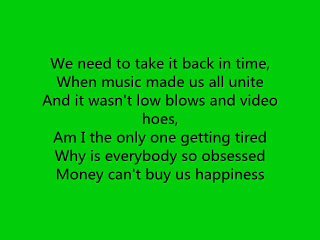 We need to take it back in time,
When music made us all unite
And it wasn't low blows and video
hoes,
Am I the only one getting tired
Why is everybody so obsessed
Money can't buy us happiness